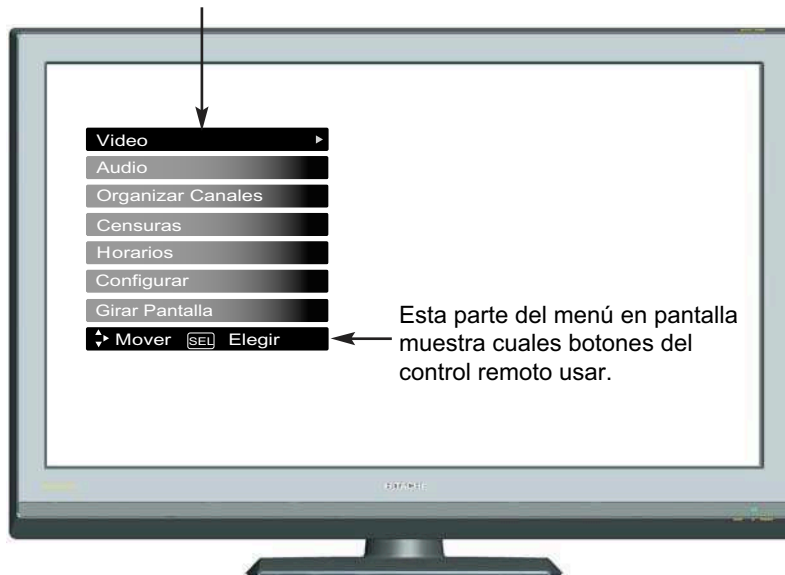 Video
Audio
Organizar Canales
Censuras
Horarios
Configurar
Girar Pantalla
Mover SEL Elegir
Esta parte del menú en pantalla
muestra cuales botones del
control remoto usar.
HITACHI